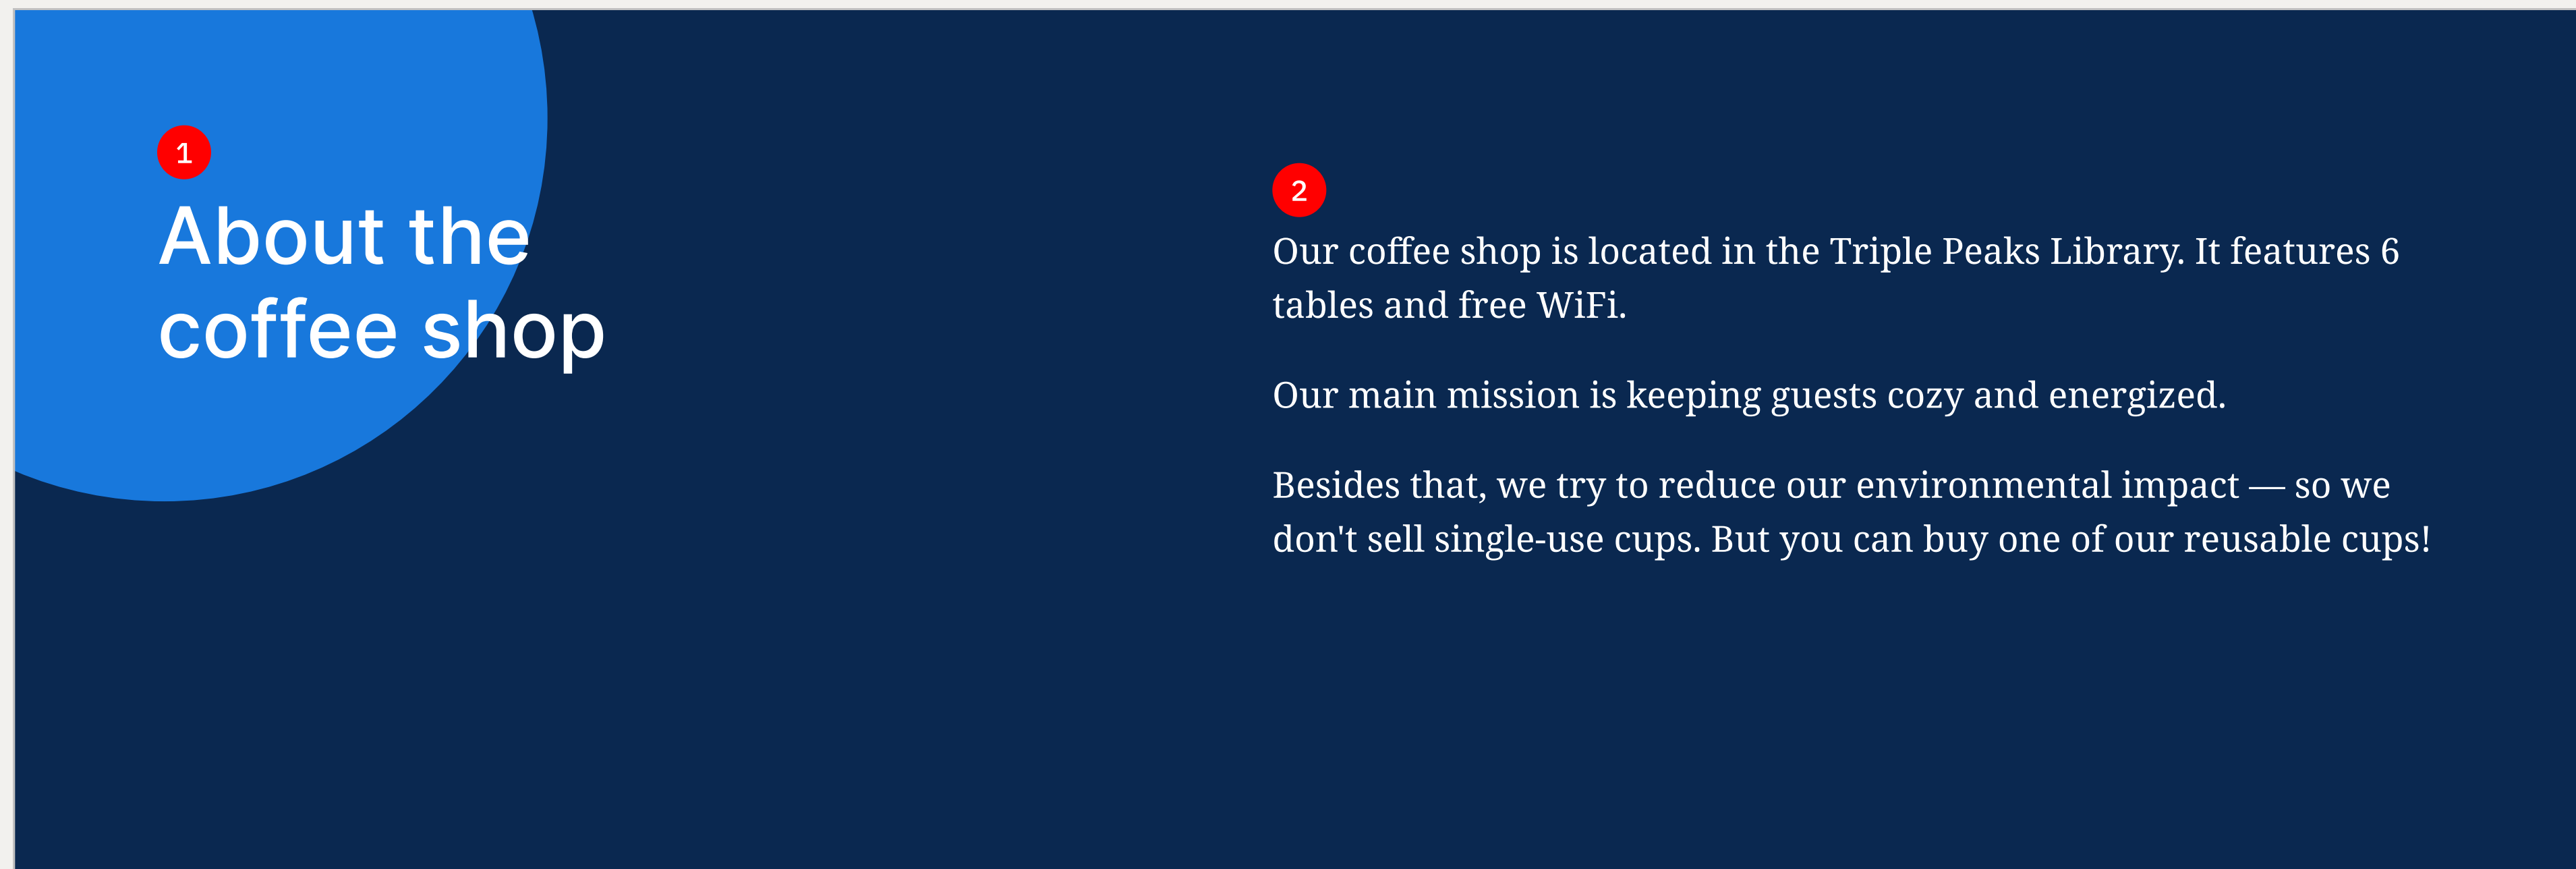 1
About the
coffee shop
2
Our coffee shop is located in the Triple Peaks Library. It features 6
tables and free WiFi.
Our main mission is keeping guests cozy and energized.
Besides that, we try to reduce our environmental impact — so we
don't sell single-use cups. But you can buy one of our reusable cups!